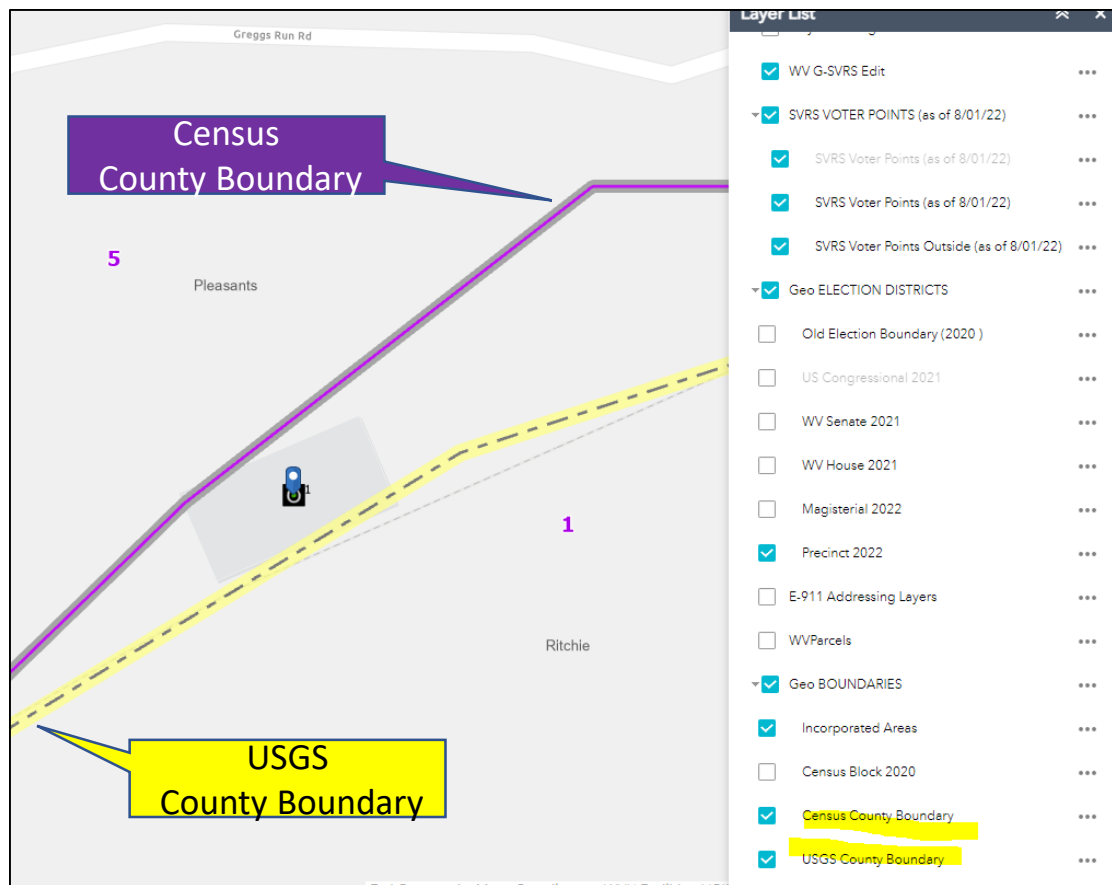 Greggs Run Rd
Census
County Boundary
5
Pleasants
1
1
Ritchie
USGS
County Boundary
Layer List
WV G-SVRS Edit
SVRS VOTER POINTS (as of 8/01/22)
SVRS Voter Points (as of 8/01/22)
SVRS Voter Points (as of 8/01/22)
SVRS Voter Points Outside (as of 8/01/22)
Geo ELECTION DISTRICTS
Old Election Boundary (2020 )
US Congressional 2021
WV Senate 2021
WV House 2021
Magisterial 2022
Precinct 2022
E-911 Addressing Layers
WVParcels
Geo BOUNDARIES
Incorporated Areas
Census Block 2020
Census County Boundary
USGS County Boundary